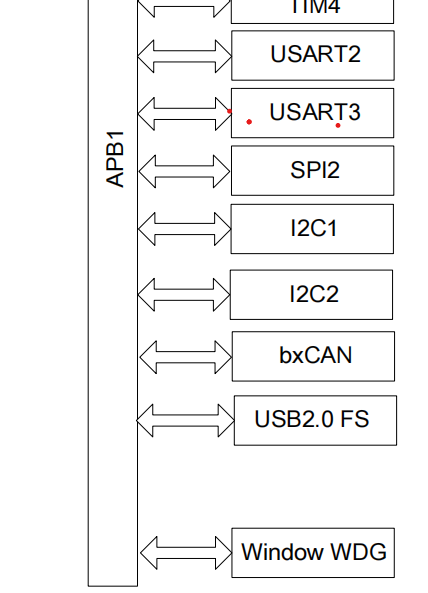 TIM4
USART2
USART3
APB1
SPI2
I2C1
I2C2
bxCAN
USB2.0 FS
Window WDG